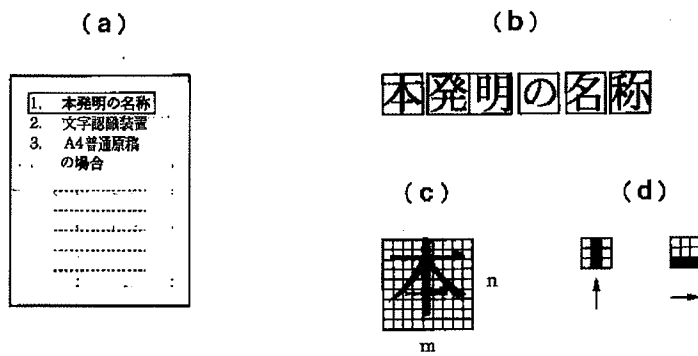 (a)
1. 本発明の名称
2. 文字認識装置
3. A4普通原稿
の場合
(b)
本発明の名称
(c)
本
n
m
(d)